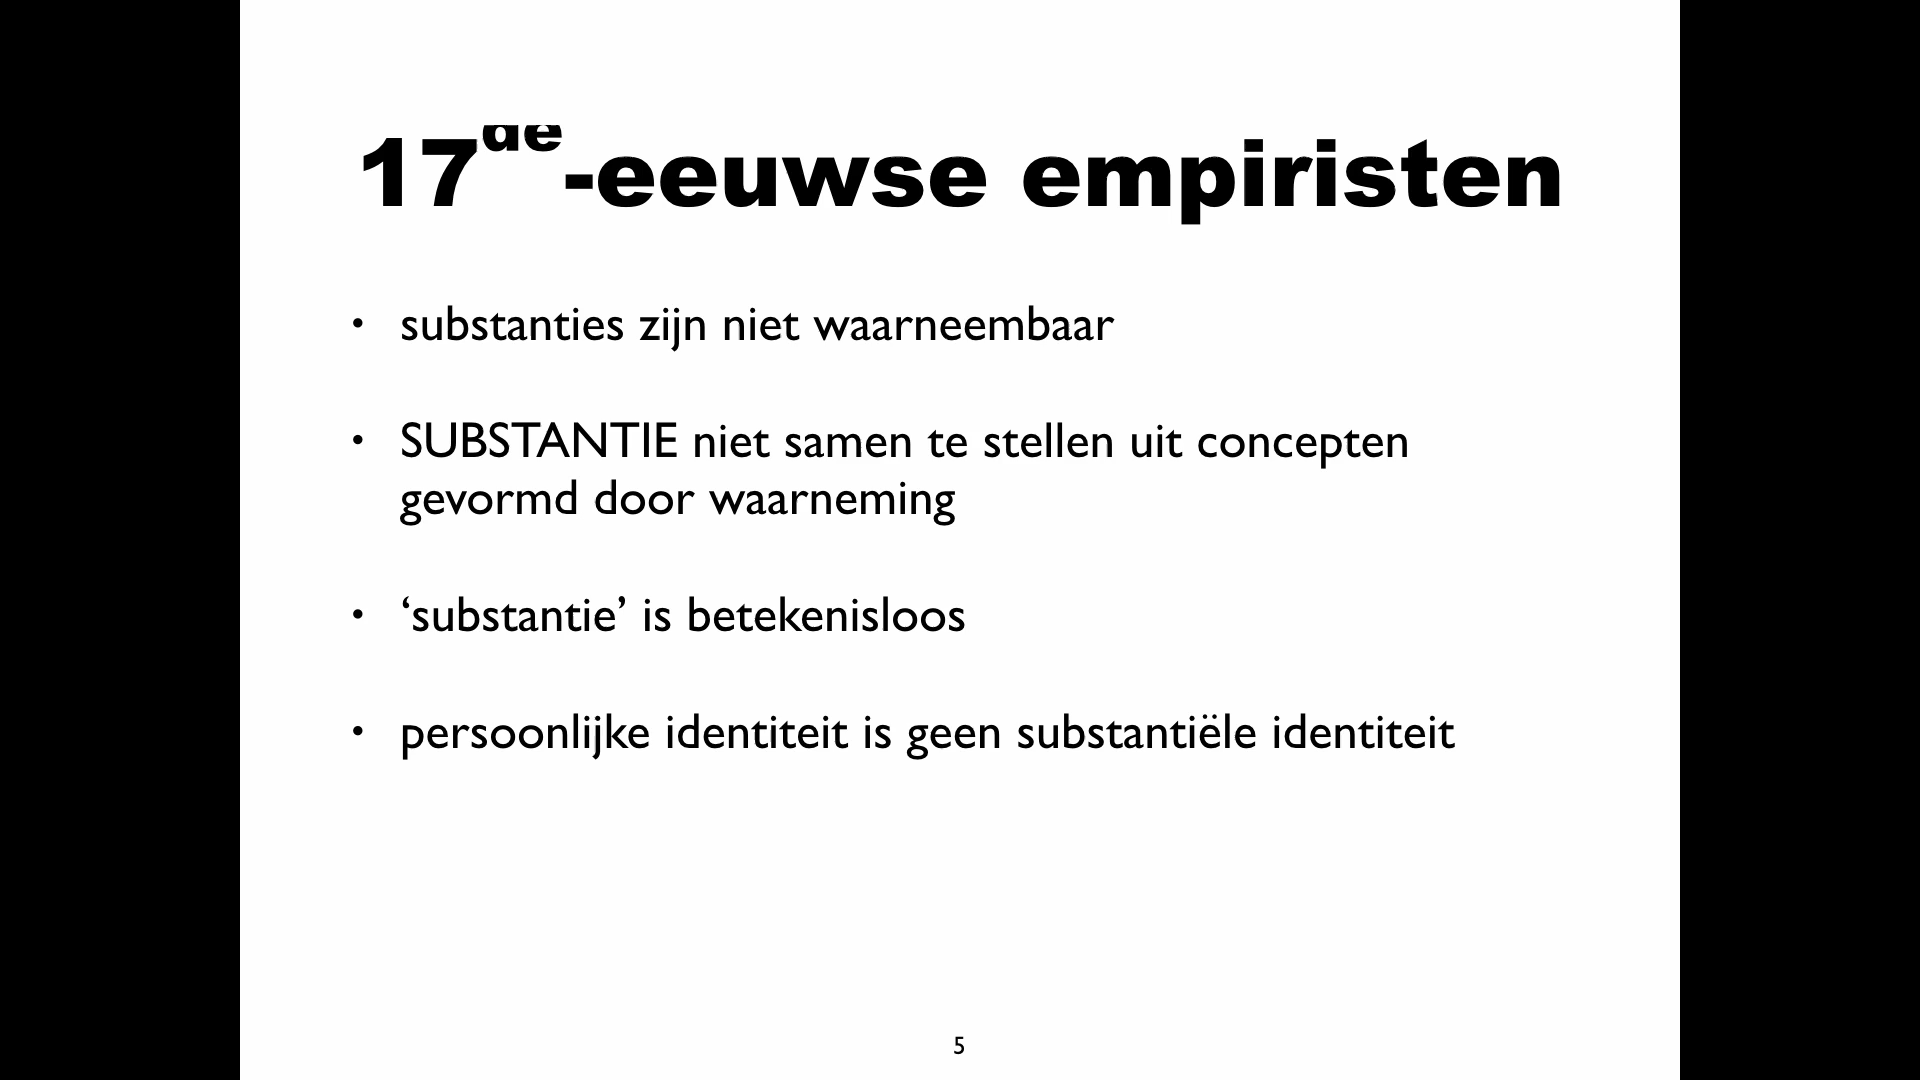 17de-eeuwse empiristen
• substanties zijn niet waarneembaar
• SUBSTANTIE niet samen te stellen uit concepten
gevormd door waarneming
• ‘substantie’ is betekenisloos
• persoonlijke identiteit is geen substantiële identiteit
5